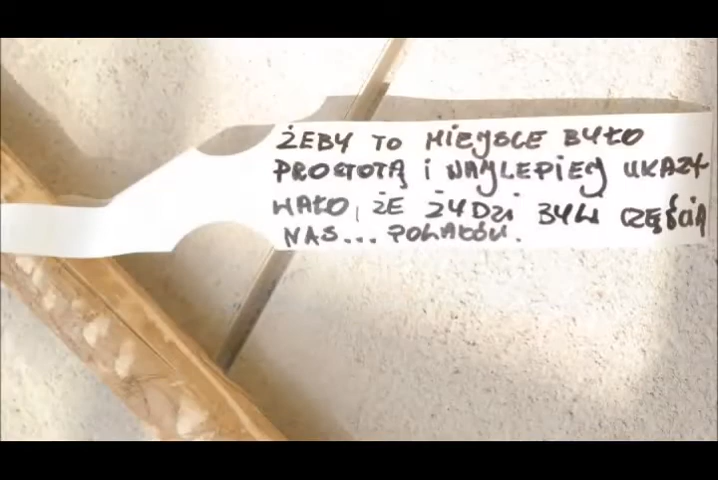 ŻEBY TO MIEJSCE BYŁO
PROSTOTĄ I NAJLEPIEJ UKAZY
WAŁO, ŻE ŻYDZI BYLI CZĘŚCIĄ
NAS... POLAKÓW.